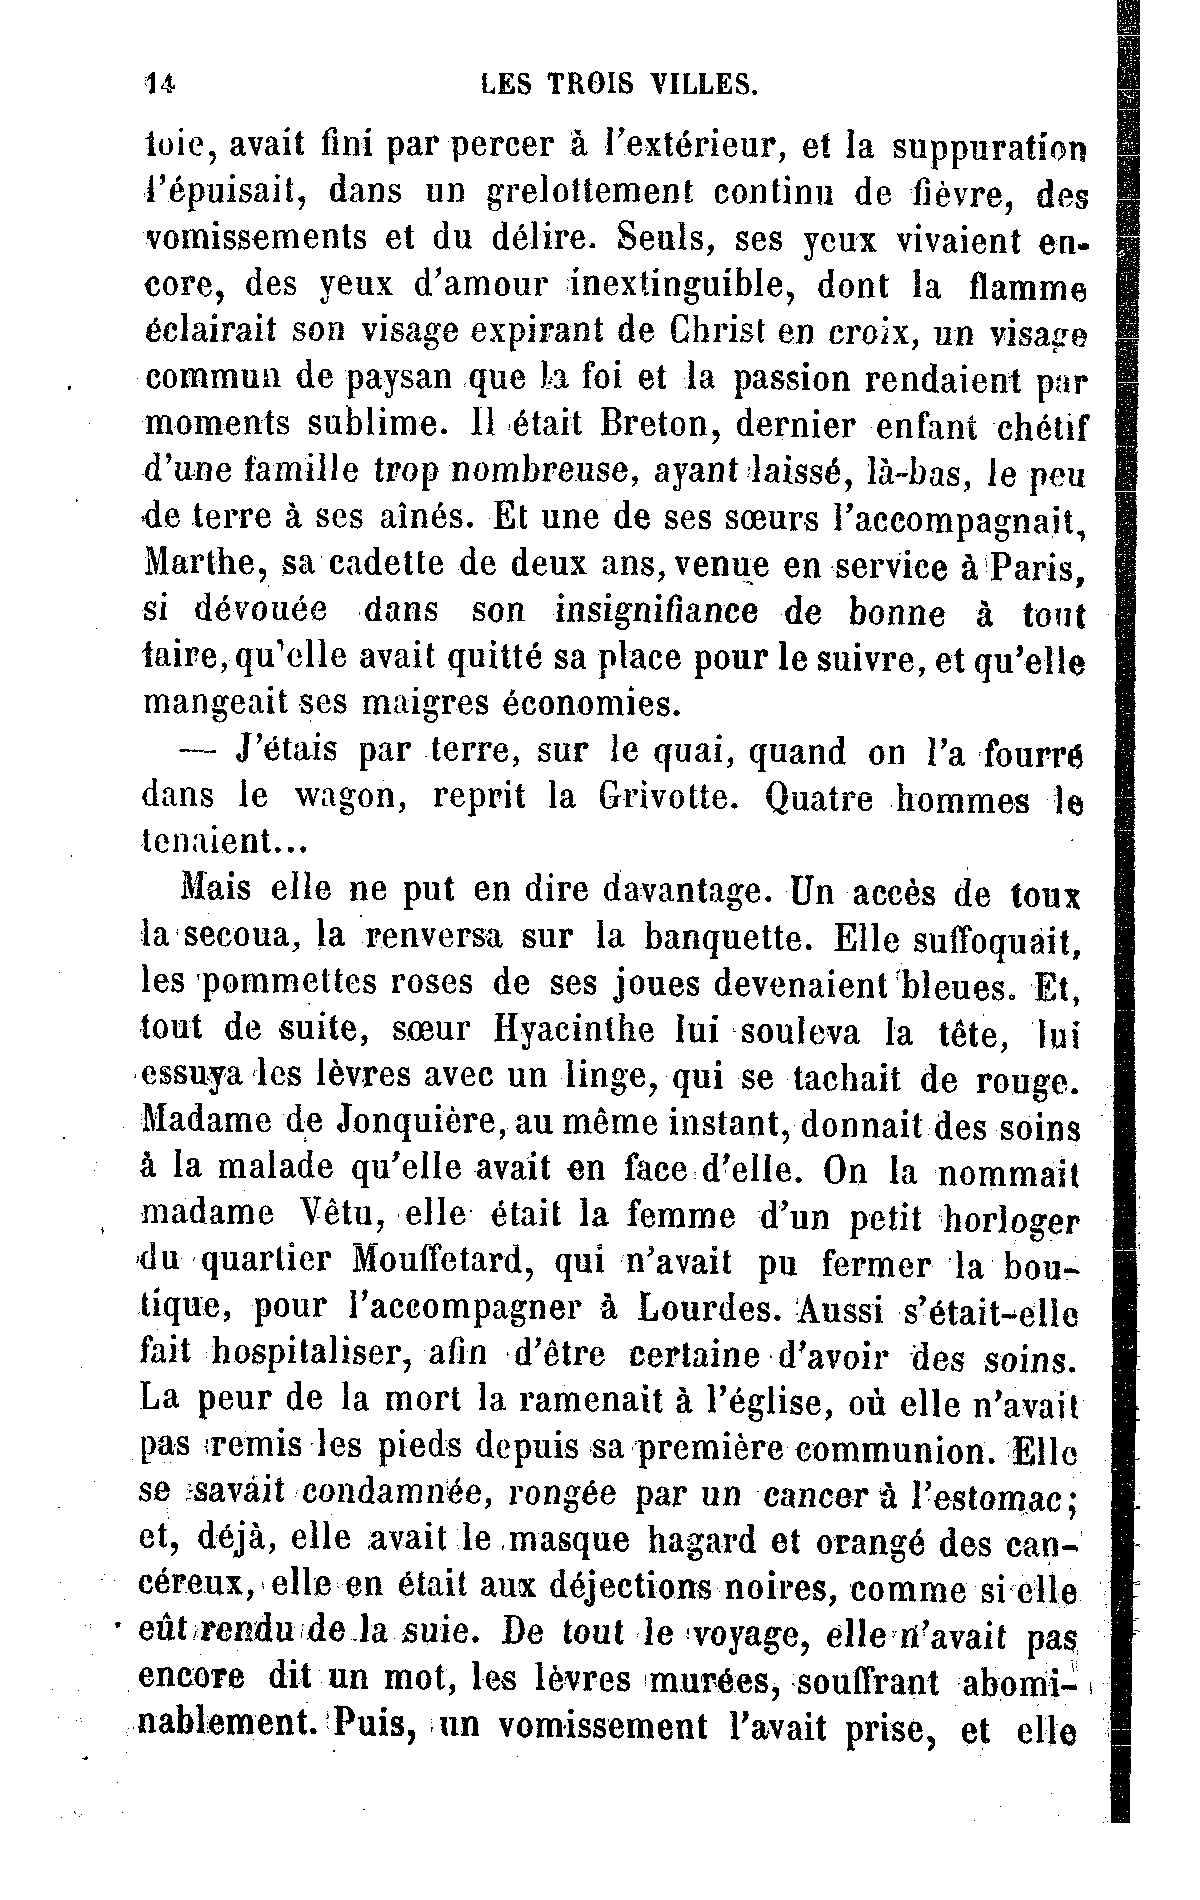 14 LES TROIS VILLES.
foie, avait fini par percer à l'extérieur, et la suppuration
l'épuisait, dans un grelottement continu de fièvre, des
vomissements et du délire. Seuls, ses yeux vivaient en-
core, des yeux d'amour inextinguible, dont la flamme
éclairait son visage expirant de Christ en croix, un visage
commun de paysan que la foi et la passion rendaient par
moments sublime. Il était Breton, dernier enfant chétif
d'une famille trop nombreuse, ayant laissé, là-bas, le peu
de terre à ses aînés. Et une de ses sœurs l'accompagnait,
Marthe, sa cadette de deux ans, venue en service à Paris,
si dévouée dans son insignifiance de bonne à tout
faire, qu'elle avait quitté sa place pour le suivre, et qu'elle
mangeait ses maigres économies.
— J'étais par terre, sur le quai, quand on l'a fourré
dans le wagon, reprit la Grivotte. Quatre hommes le
tenaient...
Mais elle ne put en dire davantage. Un accès de toux
la secoua, la renversa sur la banquette. Elle suffoquait,
les pommettes roses de ses joues devenaient bleues. Et,
tout de suite, sœur Hyacinthe lui souleva la tête, lui
essuya les lèvres avec un linge, qui se tachait de rouge.
Madame de Jonquière, au même instant, donnait des soins
à la malade qu'elle avait en face d'elle. On la nommait
madame Vêtu, elle était la femme d'un petit horloger
du quartier Mouffetard, qui n'avait pu fermer la bou-
tique, pour l'accompagner à Lourdes. Aussi s'était-elle
fait hospitaliser, afin d'être certaine d'avoir des soins.
La peur de la mort la ramenait à l'église, où elle n'avait
pas remis les pieds depuis sa première communion. Elle
se savait condamnée, rongée par un cancer à l'estomac;
et, déjà, elle avait le masque hagard et orangé des can-
céreux, elle en était aux déjections noires, comme si elle
eût rendu de la suie. De tout le voyage, elle n'avait pas
encore dit un mot, les lèvres murées, souffrant abomi-
nablement. Puis, un vomissement l'avait prise, et elle